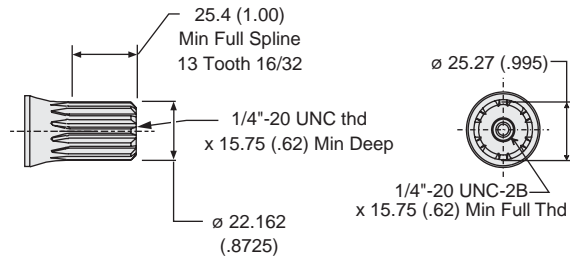 25.4 (1.00)
Min Full Spline
13 Tooth 16/32
ø 25.27 (.995)
1/4"-20 UNC thd
x 15.75 (.62) Min Deep
1/4"-20 UNC-2B
x 15.75 (.62) Min Full Thd
ø 22.162
(.8725)